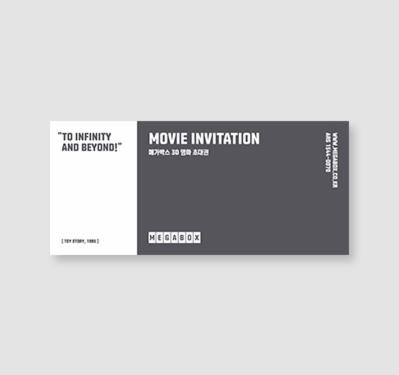 "TO INFINITY
AND BEYOND!"
[ TOY STORY, 1995 ]
MOVIE INVITATION
메가박스 3D 영화 초대권
MEGABOX
WWW.MEGABOX.CO.KR
ARS 1544-0070